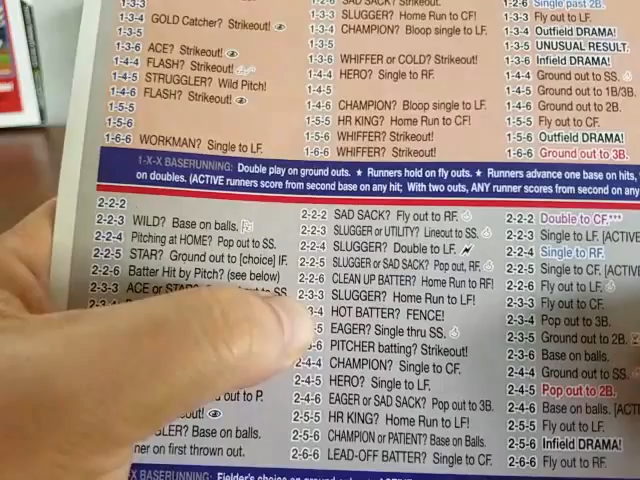 1-3-3
1-3-4 GOLD Catcher? Strikeout!
1-3-5
1-3-6 ACE? Strikeout!
1-4-4 FLASH? Strikeout!
1-4-5 STRUGGLER? Wild Pitch!
1-4-6 FLASH? Strikeout!
1-5-5
1-5-6
1-6-6 WORKMAN? Single to LF.
SAD SACK? Strikeout.
1-3-3 SLUGGER? Home Run to CF!
1-3-4 CHAMPION? Bloop single to LF.
1-3-5
1-3-6 WHIFFER or COLD? Strikeout!
1-4-4 HERO? Single to RF.
1-4-5
1-4-6 CHAMPION? Bloop single to LF.
1-5-5 HR KING? Home Run to CF!
1-5-6 WHIFFER? Strikeout!
1-6-6 WHIFFER? Strikeout!
1-2-6 Single past 2B.
1-3-3 Fly out to LF.
1-3-4 Outfield DRAMA!
1-3-5 UNUSUAL RESULT.
1-3-6 Infield DRAMA!
1-4-4 Ground out to SS.
1-4-5 Ground out to 1B/3B.
1-4-6 Ground out to 2B.
1-5-5 Fly out to CF.
1-5-6 Outfield DRAMA!
1-6-6 Ground out to 3B.
1-X-X BASERUNNING: Double play on ground outs. ★ Runners hold on fly outs. ★ Runners advance one base on hits,
on doubles. (ACTIVE runners score from second base on any hit; With two outs, ANY runner scores from second on any
2-2-2
2-2-3 WILD? Base on balls.
2-2-4 Pitching at HOME? Pop out to SS.
2-2-5 STAR? Ground out to [choice] IF.
2-2-6 Batter Hit by Pitch? (see below)
2-3-3 ACE or STAR? SS
2-3-4
out to P.
out!
GLER? Base on balls.
ner on first thrown out.
2-2-2 SAD SACK? Fly out to RF.
2-2-3 SLUGGER or UTILITY? Lineout to SS.
2-2-4 SLUGGER? Double to LF.
2-2-5 SLUGGER or SAD SACK? Pop out, RF.
2-2-6 CLEAN UP BATTER? Home Run to RF!
2-3-3 SLUGGER? Home Run to LF!
3-4 HOT BATTER? FENCE!
5 EAGER? Single thru SS.
6 PITCHER batting? Strikeout!
2-4-4 CHAMPION? Single to CF.
2-4-5 HERO? Single to LF.
2-4-6 EAGER or SAD SACK? Pop out to 3B.
2-5-5 HR KING? Home Run to LF!
2-5-6 CHAMPION or PATIENT? Base on Balls.
2-6-6 LEAD-OFF BATTER? Single to CF.
2-2-2 Double to CF.***
2-2-3 Single to LF. [ACTIVE
2-2-4 Single to RF.
2-2-5 Single to CF. [ACTIVE
2-2-6 Fly out to LF.
2-3-3 Fly out to CF.
2-3-4 Pop out to 3B.
2-3-5 Ground out to 2B.
2-3-6 Base on balls.
2-4-4 Ground out to SS.
2-4-5 Pop out to 2B.
2-4-6 Base on balls. [ACTI
2-5-5 Fly out to LF.
2-5-6 Infield DRAMA!
2-6-6 Fly out to RF.
X BASERUNNING: Fielder's choice on ground